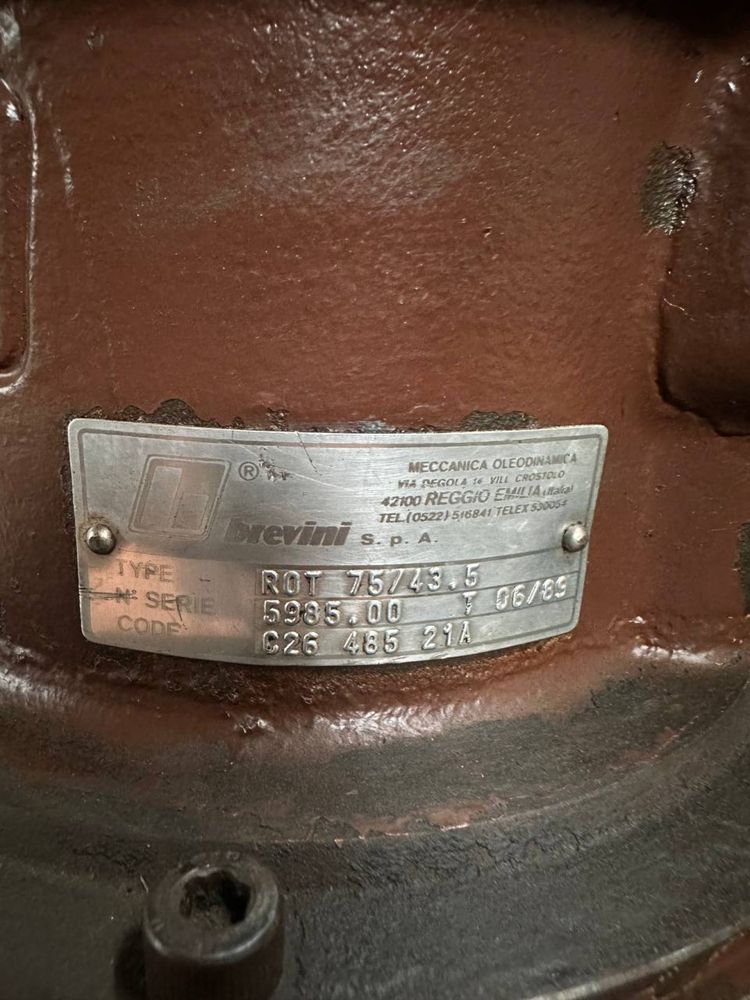 ®
MECCANICA OLEODINAMICA
VIA DEGOLA 14 VILL CROSTOLO
42100 REGGIO EMILIA (Italia)
TEL.(0522) 516841 TELEX 530054
brevini S.p.A.
TYPE ROT 75/43.5
N° SERIE 5985.00 T 06/89
CODE C26 485 21A